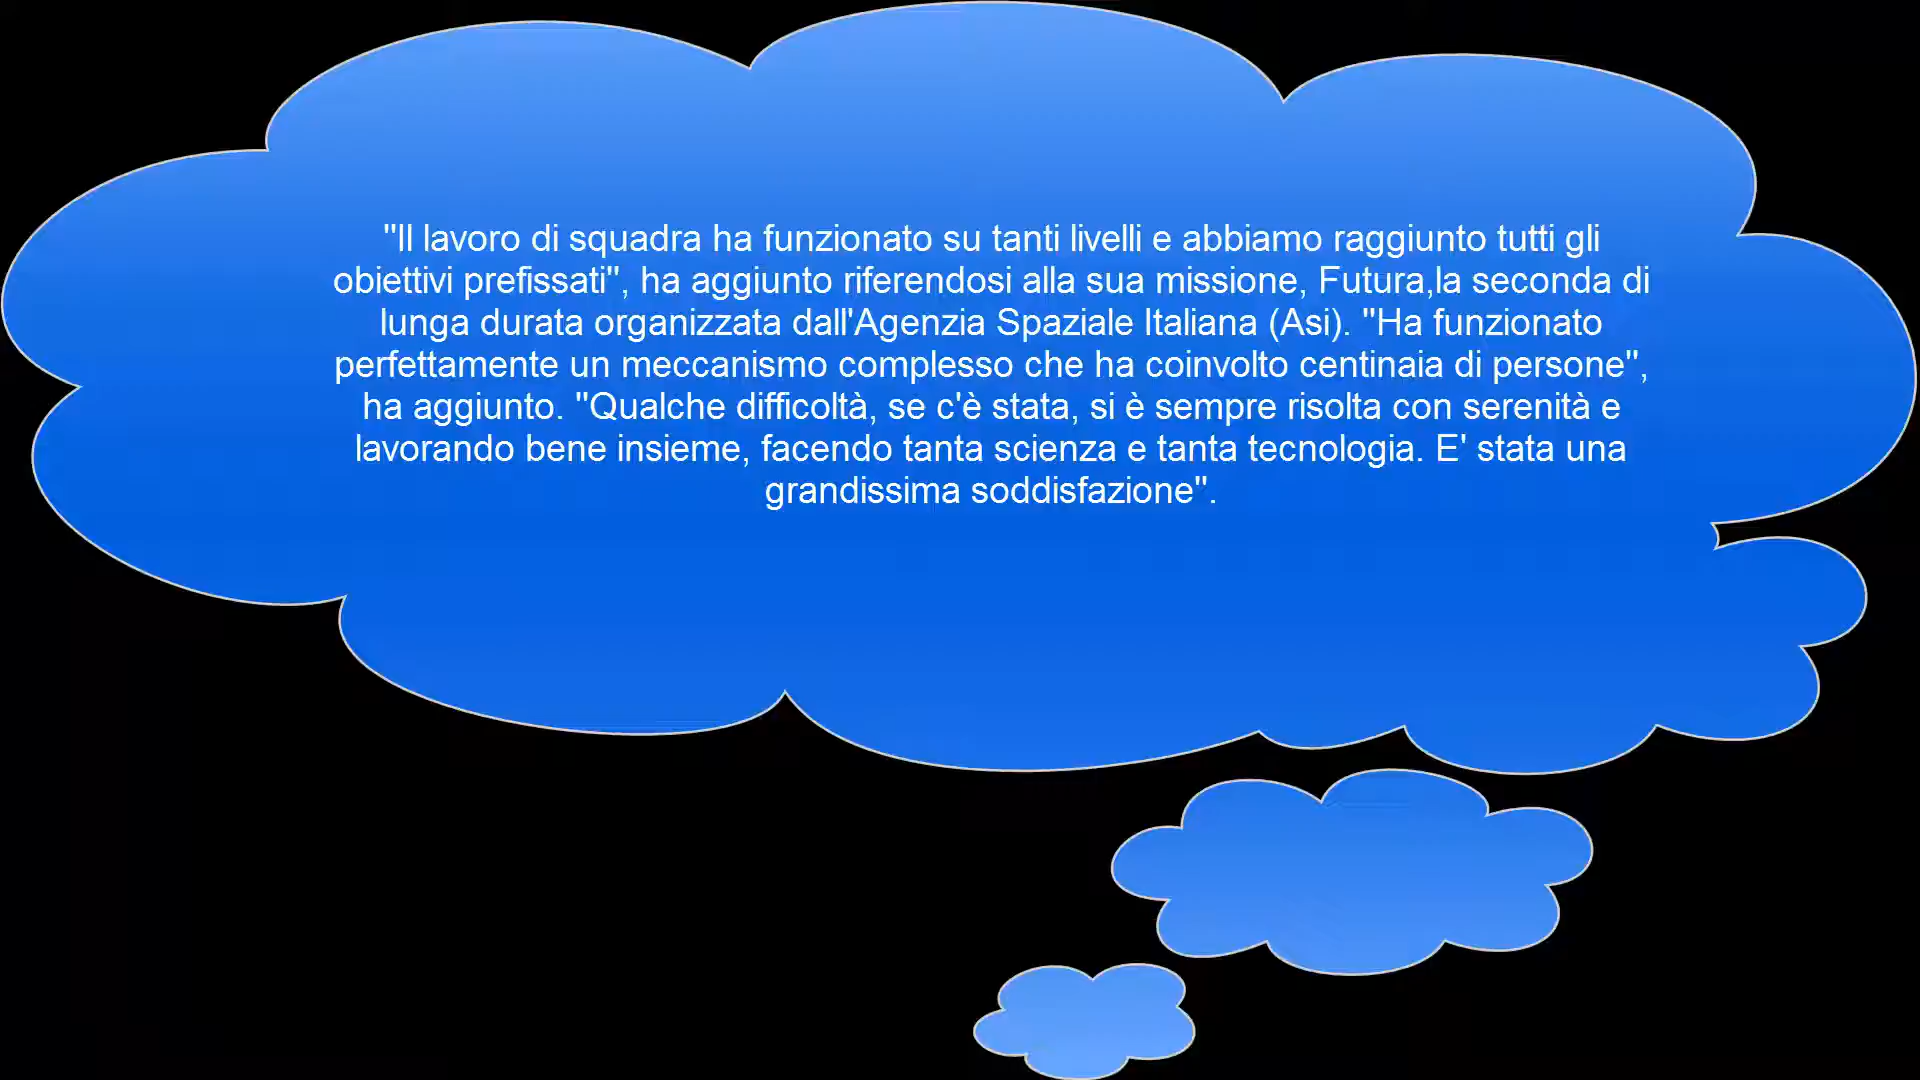 "Il lavoro di squadra ha funzionato su tanti livelli e abbiamo raggiunto tutti gli
obiettivi prefissati", ha aggiunto riferendosi alla sua missione, Futura,la seconda di
lunga durata organizzata dall'Agenzia Spaziale Italiana (Asi). "Ha funzionato
perfettamente un meccanismo complesso che ha coinvolto centinaia di persone",
ha aggiunto. "Qualche difficoltà, se c'è stata, si è sempre risolta con serenità e
lavorando bene insieme, facendo tanta scienza e tanta tecnologia. E' stata una
grandissima soddisfazione".